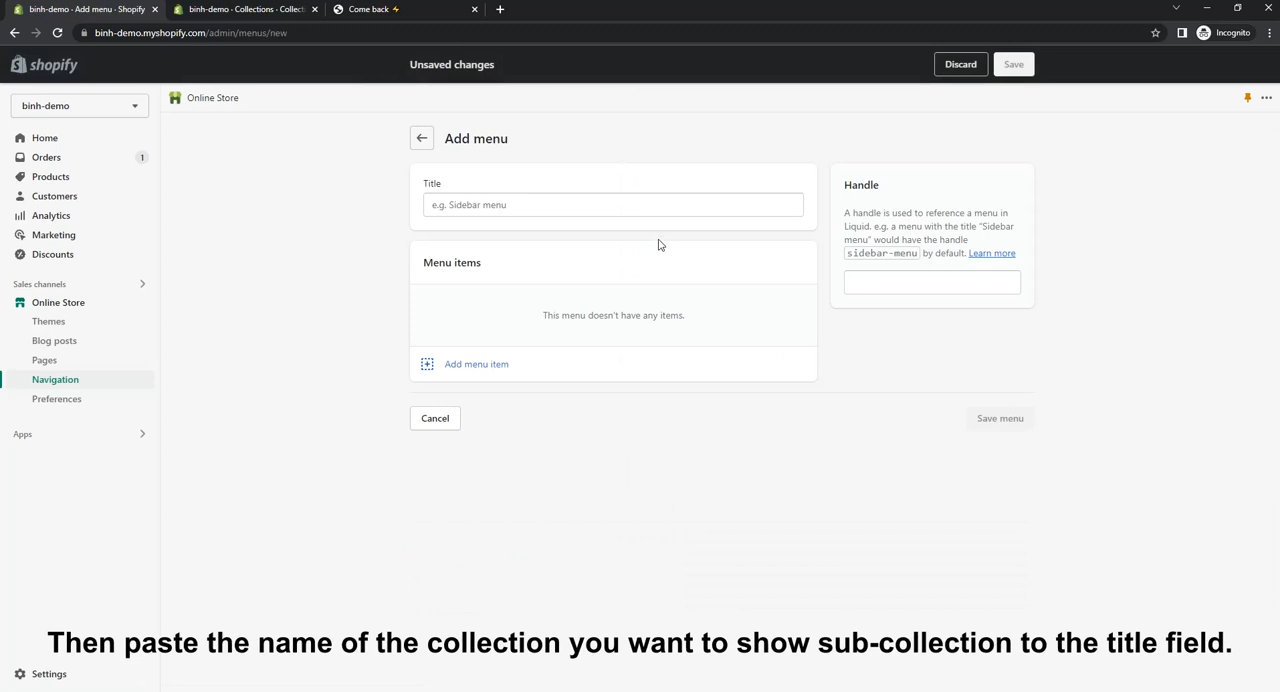 binh-demo · Add menu · Shopify
binh-demo · Collections · Collect
Come back ⚡
binh-demo.myshopify.com/admin/menus/new
Incognito
shopify
Unsaved changes
Discard
Save
binh-demo
Online Store
Home
Orders
1
Products
Customers
Analytics
Marketing
Discounts
Sales channels
Online Store
Themes
Blog posts
Pages
Navigation
Preferences
Apps
Settings
Add menu
Title
e.g. Sidebar menu
Menu items
This menu doesn't have any items.
Add menu item
Cancel
Save menu
Handle
A handle is used to reference a menu in
Liquid. e.g. a menu with the title "Sidebar
menu" would have the handle
sidebar-menu by default. Learn more
Then paste the name of the collection you want to show sub-collection to the title field.